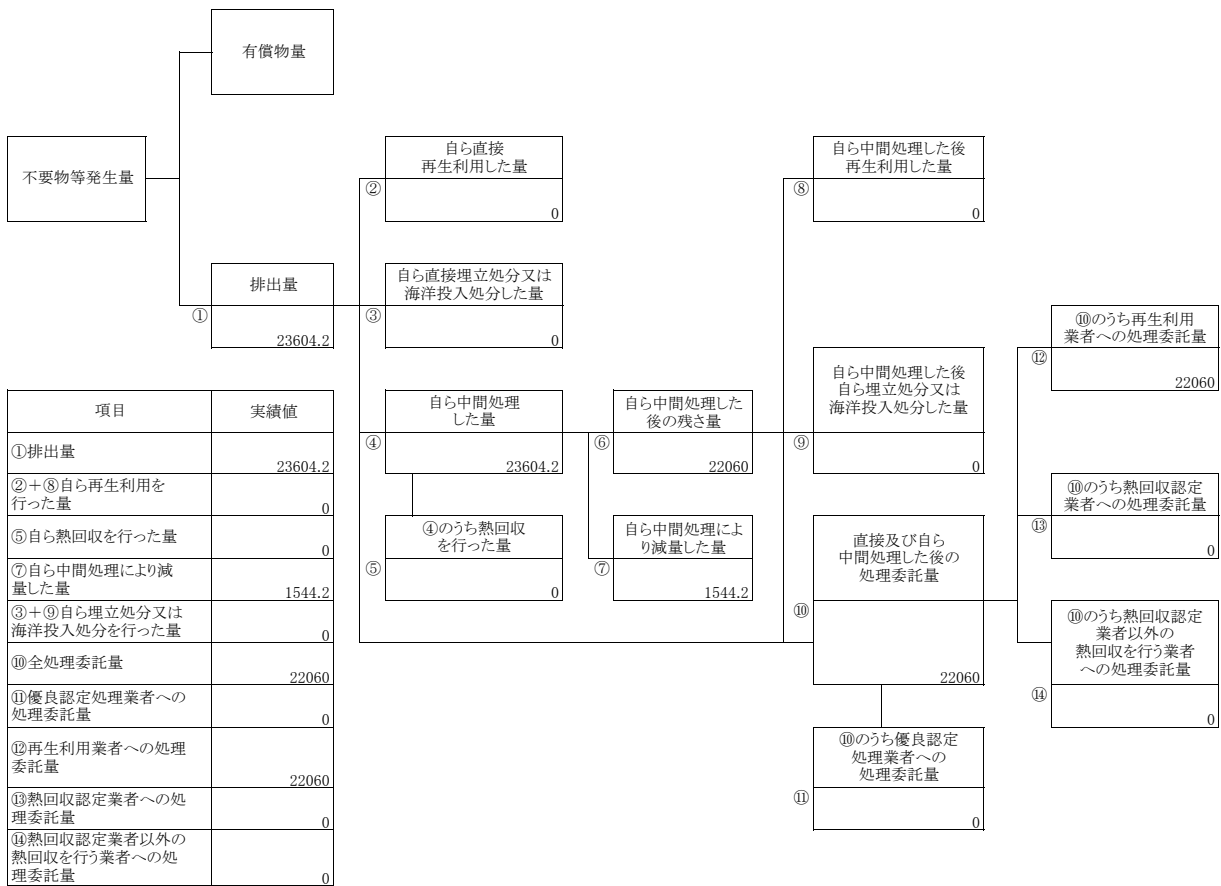 有償物量
不要物等発生量
自ら直接
再生利用した量
②
0
自ら中間処理した後
再生利用した量
⑧
0
排出量
①
23604.2
自ら直接埋立処分又は
海洋投入処分した量
③
0
⑩のうち再生利用
業者への処理委託量
⑫
22060
自ら中間処理
した量
④
23604.2
自ら中間処理した
後の残さ量
⑥
22060
自ら中間処理した後
自ら埋立処分又は
海洋投入処分した量
⑨
0
⑩のうち熱回収認定
業者への処理委託量
⑬
0
④のうち熱回収
を行った量
⑤
0
自ら中間処理によ
り減量した量
⑦
1544.2
直接及び自ら
中間処理した後の
処理委託量
⑩
22060
⑩のうち熱回収認定
業者以外の
熱回収を行う業者
への処理委託量
⑭
0
⑩のうち優良認定
処理業者への
処理委託量
⑪
0
項目 実績値
①排出量
23604.2
②＋⑧自ら再生利用を
行った量
0
⑤自ら熱回収を行った量
0
⑦自ら中間処理により減
量した量
1544.2
③＋⑨自ら埋立処分又は
海洋投入処分を行った量
0
⑩全処理委託量
22060
⑪優良認定処理業者への
処理委託量
0
⑫再生利用業者への処理
委託量
22060
⑬熱回収認定業者への処
理委託量
0
⑭熱回収認定業者以外の
熱回収を行う業者への処
理委託量
0